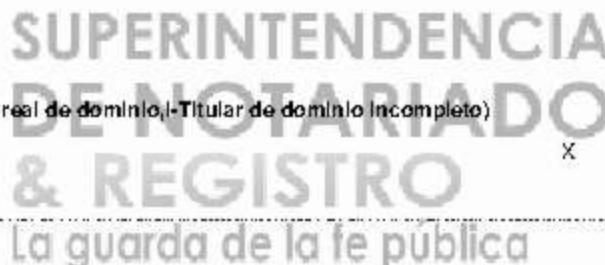 SUPERINTENDENCIA
real de dominio,I-Titular de dominio incompleto)
DE NOTARIADO
X
& REGISTRO
La guarda de la fe pública